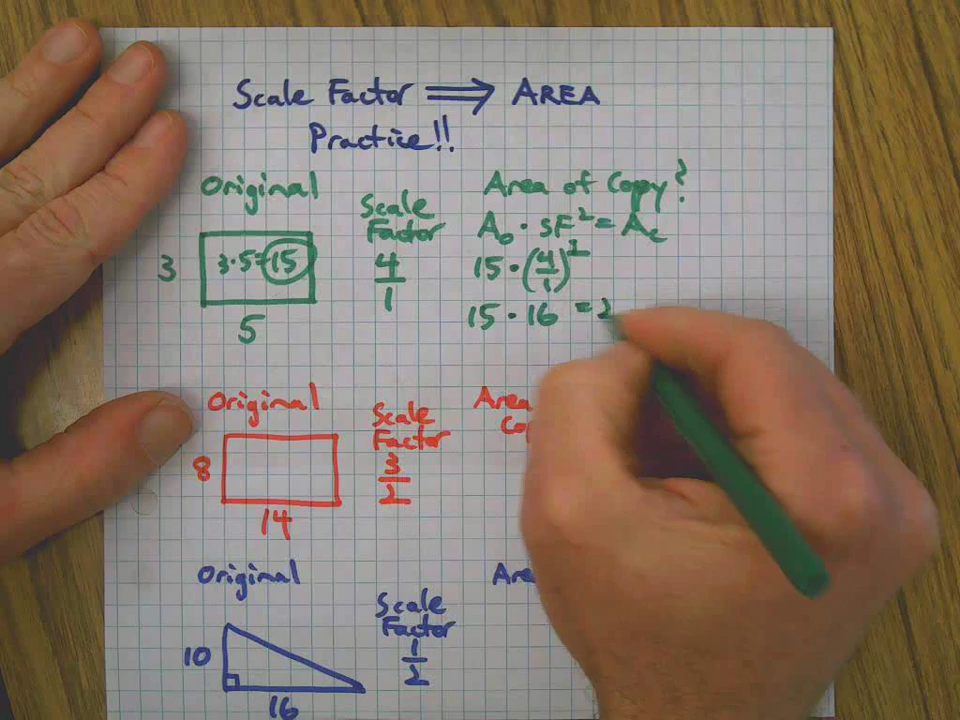 Scale Factor ⟹ AREA
Practice!!
Original
Scale
Factor
4/1
3
3·5=15
5
Area of Copy?
Ao · SF² = Ac
15 · (4/1)²
15 · 16 = 2
Original
Scale
Factor
3/2
8
14
Area
Original
Scale
Factor
1/2
10
16